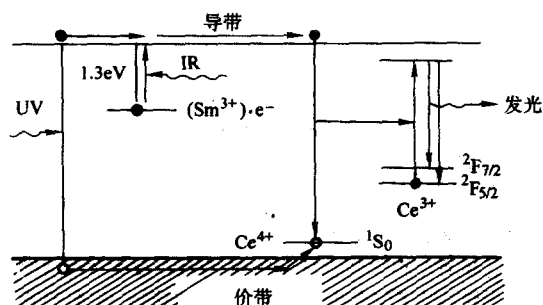 导带
1.3eV
IR
UV
(Sm³⁺)·e⁻
发光
²F₇/₂
²F₅/₂
Ce³⁺
Ce⁴⁺
¹S₀
价带